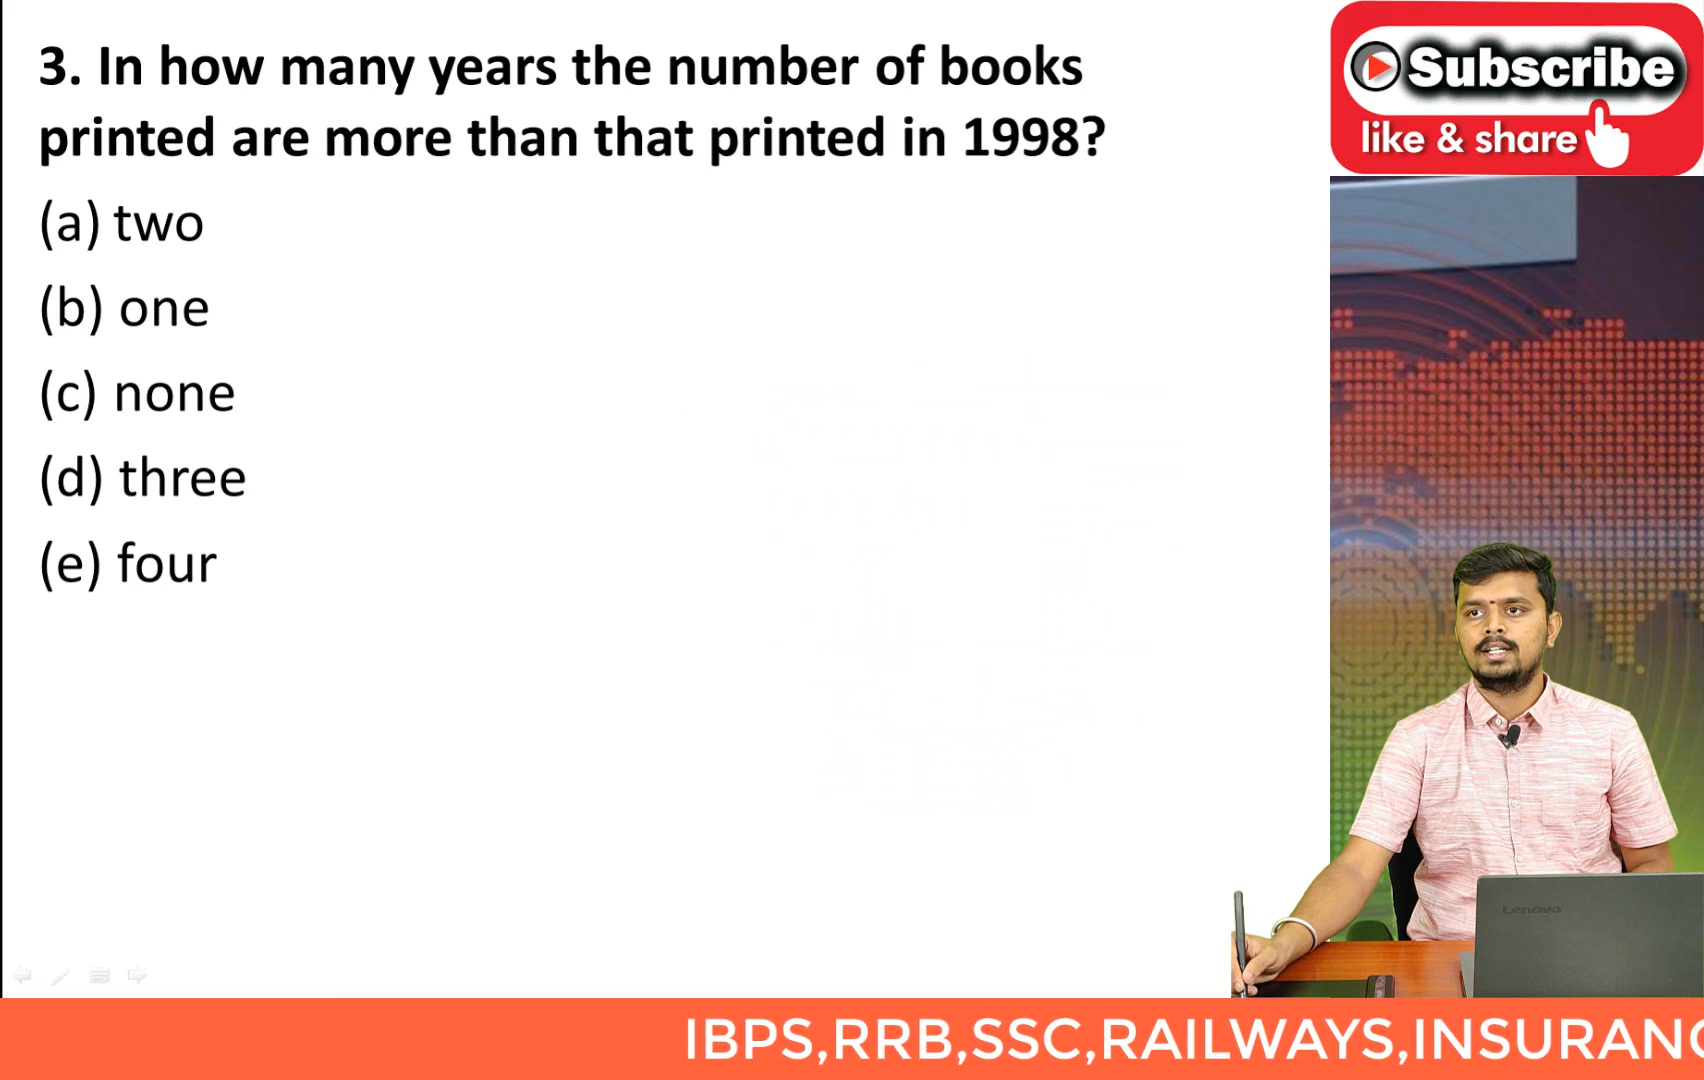 3. In how many years the number of books
printed are more than that printed in 1998?
(a) two
(b) one
(c) none
(d) three
(e) four
Subscribe
like & share
Lenovo
IBPS,RRB,SSC,RAILWAYS,INSURANC